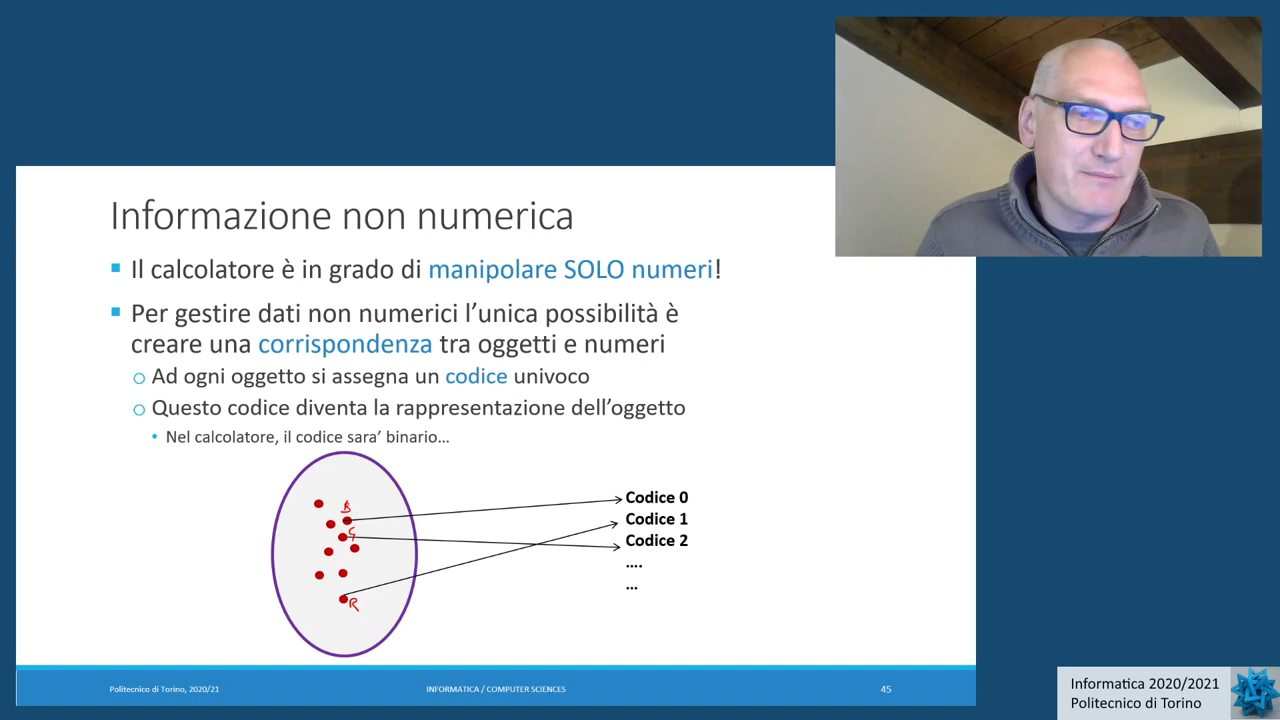 Informazione non numerica
Il calcolatore è in grado di manipolare SOLO numeri!
Per gestire dati non numerici l'unica possibilità è
creare una corrispondenza tra oggetti e numeri
Ad ogni oggetto si assegna un codice univoco
Questo codice diventa la rappresentazione dell'oggetto
Nel calcolatore, il codice sara' binario...
B
G
R
Codice 0
Codice 1
Codice 2
....
...
Politecnico di Torino, 2020/21
INFORMATICA / COMPUTER SCIENCES
45
Informatica 2020/2021
Politecnico di Torino